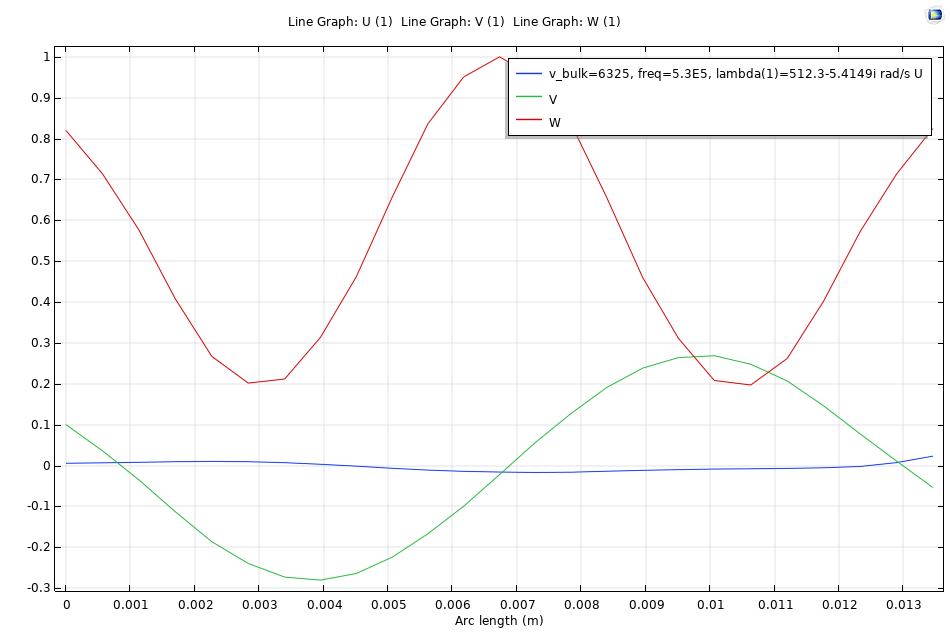 Line Graph: U (1)  Line Graph: V (1)  Line Graph: W (1)
1
0.9
0.8
0.7
0.6
0.5
0.4
0.3
0.2
0.1
0
-0.1
-0.2
-0.3
v_bulk=6325, freq=5.3E5, lambda(1)=512.3-5.4149i rad/s U
V
W
0 0.001 0.002 0.003 0.004 0.005 0.006 0.007 0.008 0.009 0.01 0.011 0.012 0.013
Arc length (m)